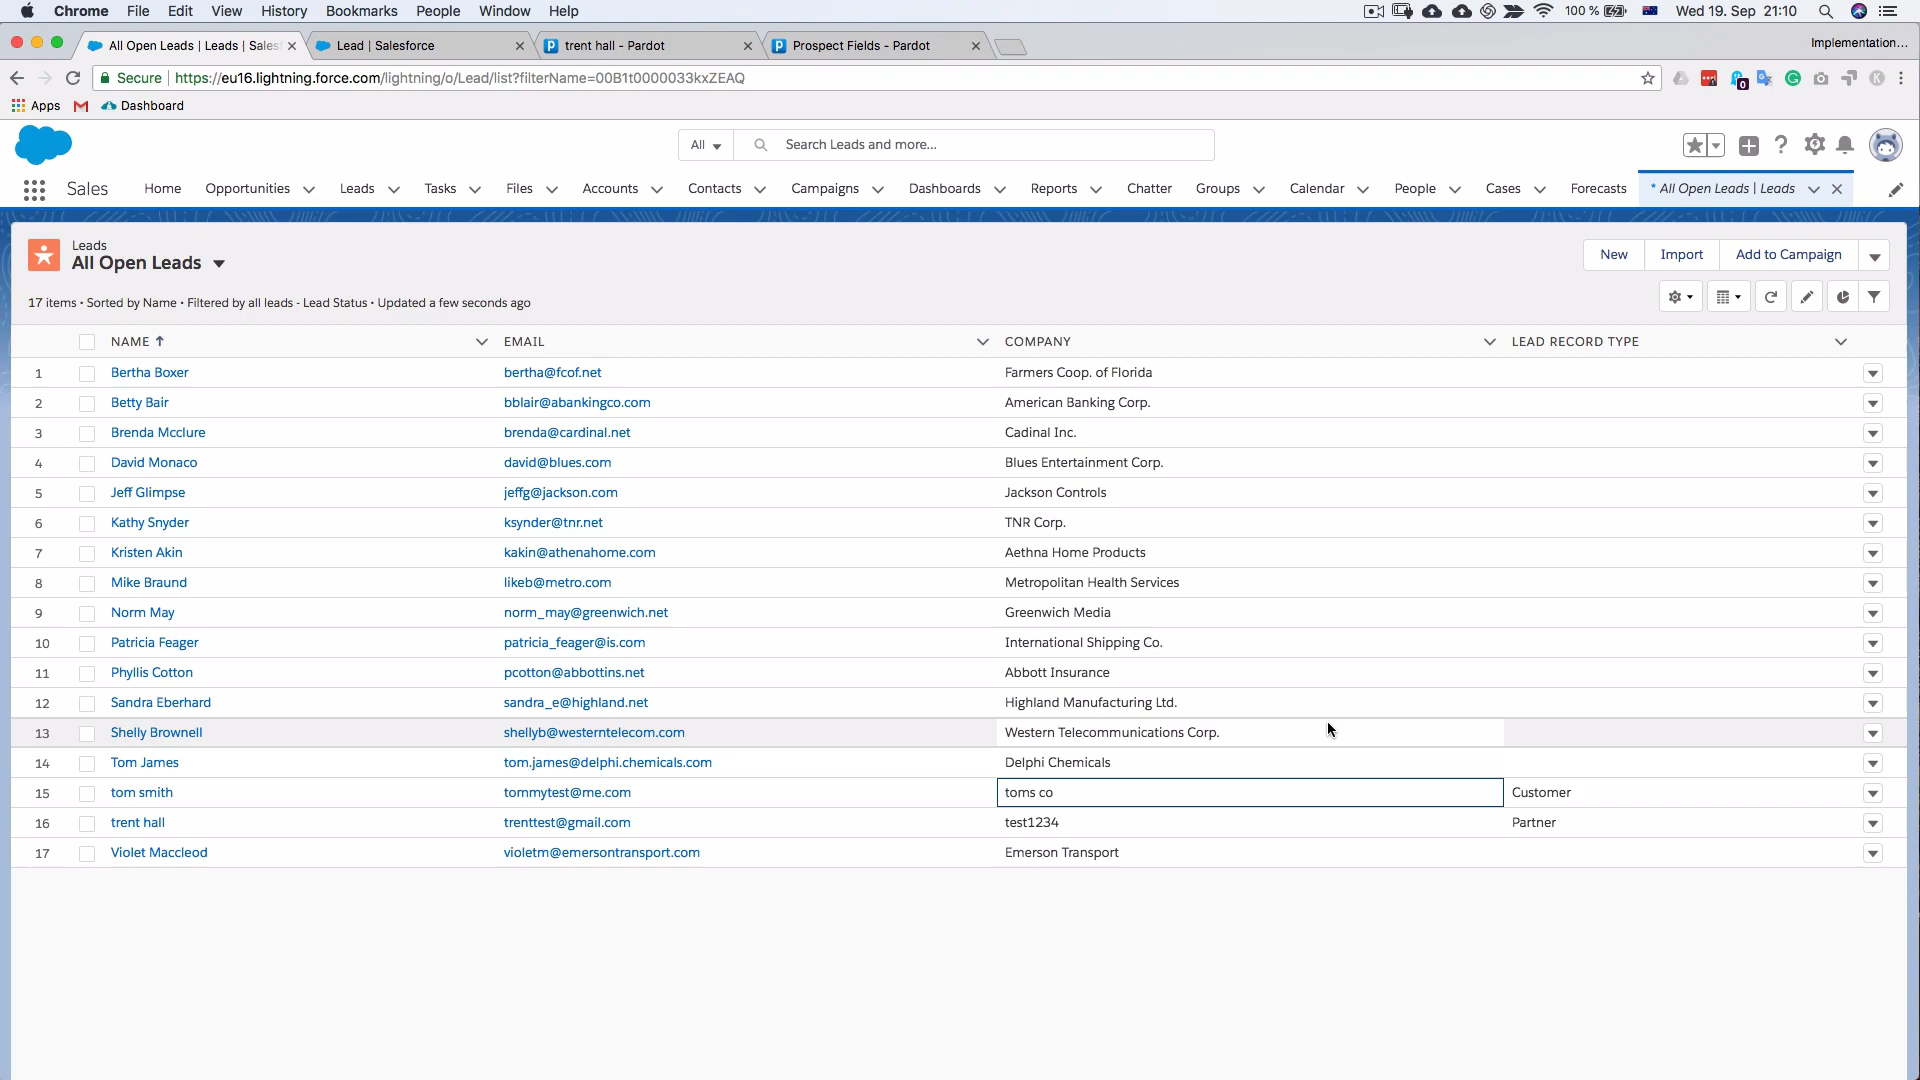 Chrome File Edit View History Bookmarks People Window Help 100 % Wed 19. Sep 21:10
All Open Leads | Leads | Sales Lead | Salesforce trent hall - Pardot Prospect Fields - Pardot Implementation...
Secure https://eu16.lightning.force.com/lightning/o/Lead/list?filterName=00B1t0000033kxZEAQ
Apps Dashboard
All Search Leads and more...
Sales Home Opportunities Leads Tasks Files Accounts Contacts Campaigns Dashboards Reports Chatter Groups Calendar People Cases Forecasts * All Open Leads | Leads
Leads
All Open Leads
New Import Add to Campaign
17 items • Sorted by Name • Filtered by all leads - Lead Status • Updated a few seconds ago
NAME EMAIL COMPANY LEAD RECORD TYPE
1 Bertha Boxer bertha@fcof.net Farmers Coop. of Florida
2 Betty Bair bblair@abankingco.com American Banking Corp.
3 Brenda Mcclure brenda@cardinal.net Cadinal Inc.
4 David Monaco david@blues.com Blues Entertainment Corp.
5 Jeff Glimpse jeffg@jackson.com Jackson Controls
6 Kathy Snyder ksynder@tnr.net TNR Corp.
7 Kristen Akin kakin@athenahome.com Aethna Home Products
8 Mike Braund likeb@metro.com Metropolitan Health Services
9 Norm May norm_may@greenwich.net Greenwich Media
10 Patricia Feager patricia_feager@is.com International Shipping Co.
11 Phyllis Cotton pcotton@abbottins.net Abbott Insurance
12 Sandra Eberhard sandra_e@highland.net Highland Manufacturing Ltd.
13 Shelly Brownell shellyb@westerntelecom.com Western Telecommunications Corp.
14 Tom James tom.james@delphi.chemicals.com Delphi Chemicals
15 tom smith tommytest@me.com toms co Customer
16 trent hall trenttest@gmail.com test1234 Partner
17 Violet Maccleod violetm@emersontransport.com Emerson Transport